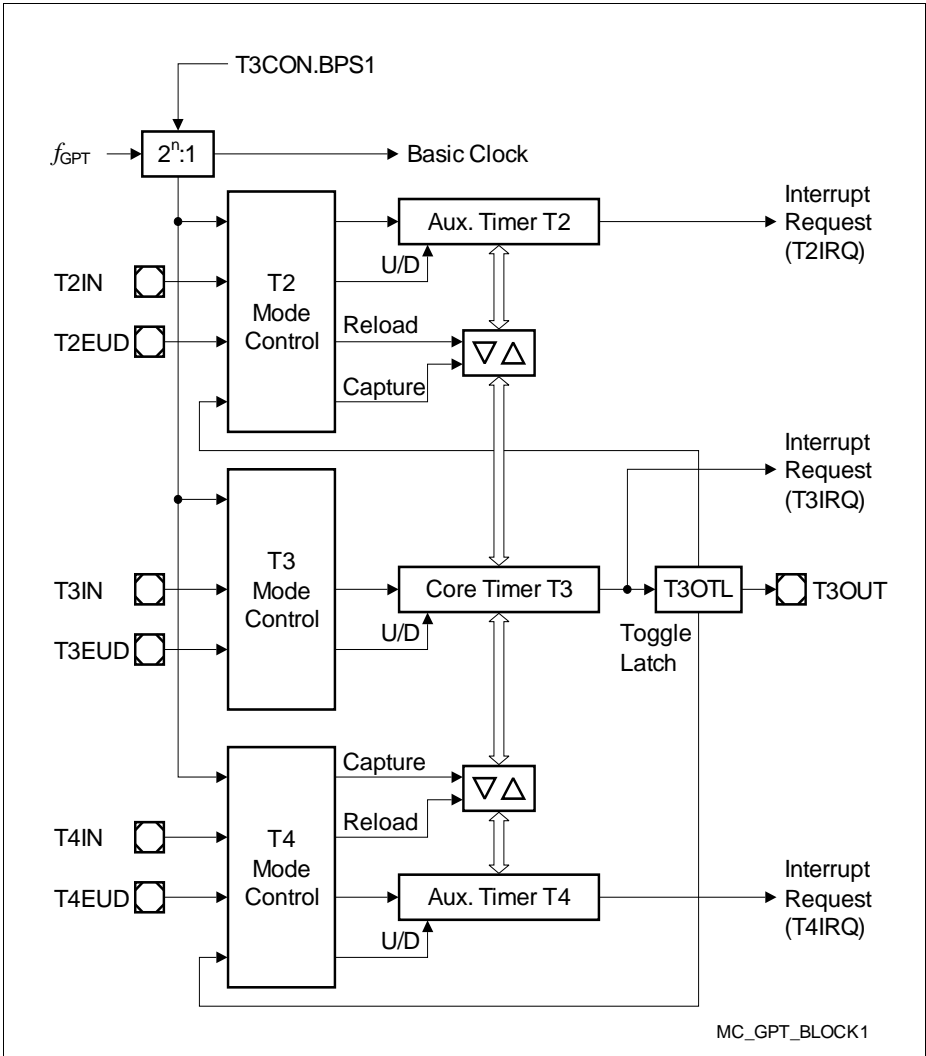 T3CON.BPS1
fGPT
2n:1
Basic Clock
Interrupt
Request
(T2IRQ)
Aux. Timer T2
U/D
T2IN
T2
Mode
Control
T2EUD
Reload
Capture
Interrupt
Request
(T3IRQ)
T3
Mode
Control
T3IN
Core Timer T3
T3OTL
T3OUT
U/D
T3EUD
Toggle
Latch
Capture
Reload
T4IN
T4
Mode
Control
T4EUD
Aux. Timer T4
U/D
Interrupt
Request
(T4IRQ)
MC_GPT_BLOCK1